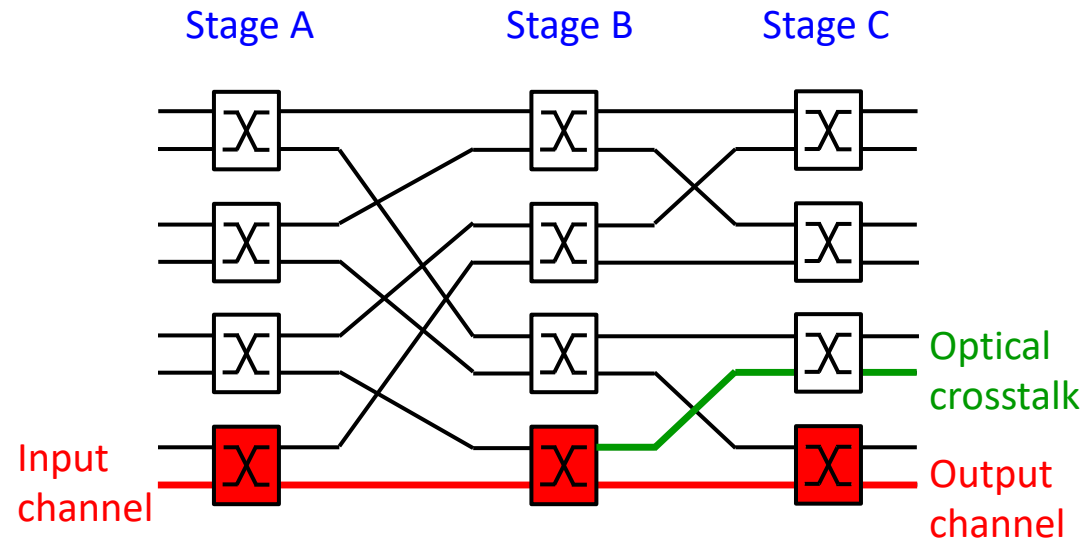 Stage A
Stage B
Stage C
Optical
crosstalk
Input
channel
Output
channel